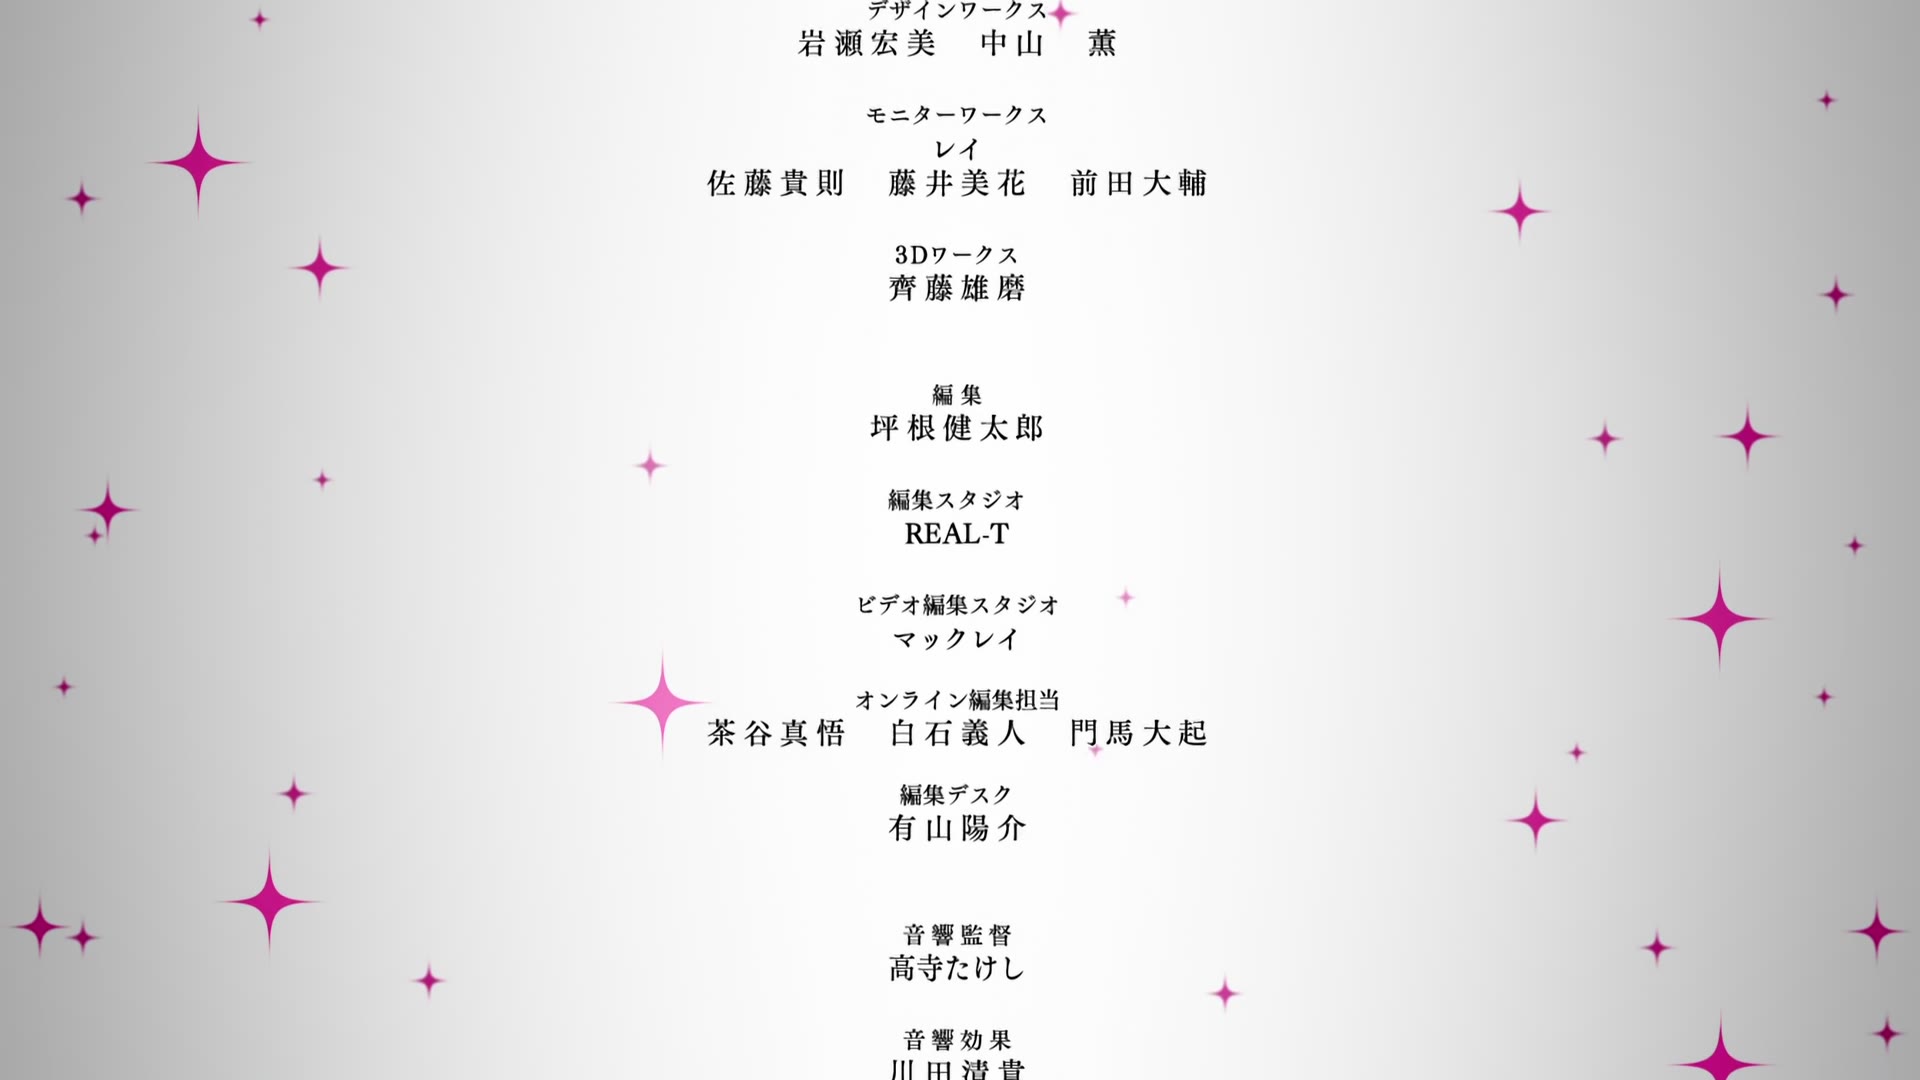 デザインワークス
岩瀬宏美　中山　薫
モニターワークス
レイ
佐藤貴則　藤井美花　前田大輔
3Dワークス
齊藤雄磨
編集
坪根健太郎
編集スタジオ
REAL-T
ビデオ編集スタジオ
マックレイ
オンライン編集担当
茶谷真悟　白石義人　門馬大起
編集デスク
有山陽介
音響監督
高寺たけし
音響効果
川田清貴